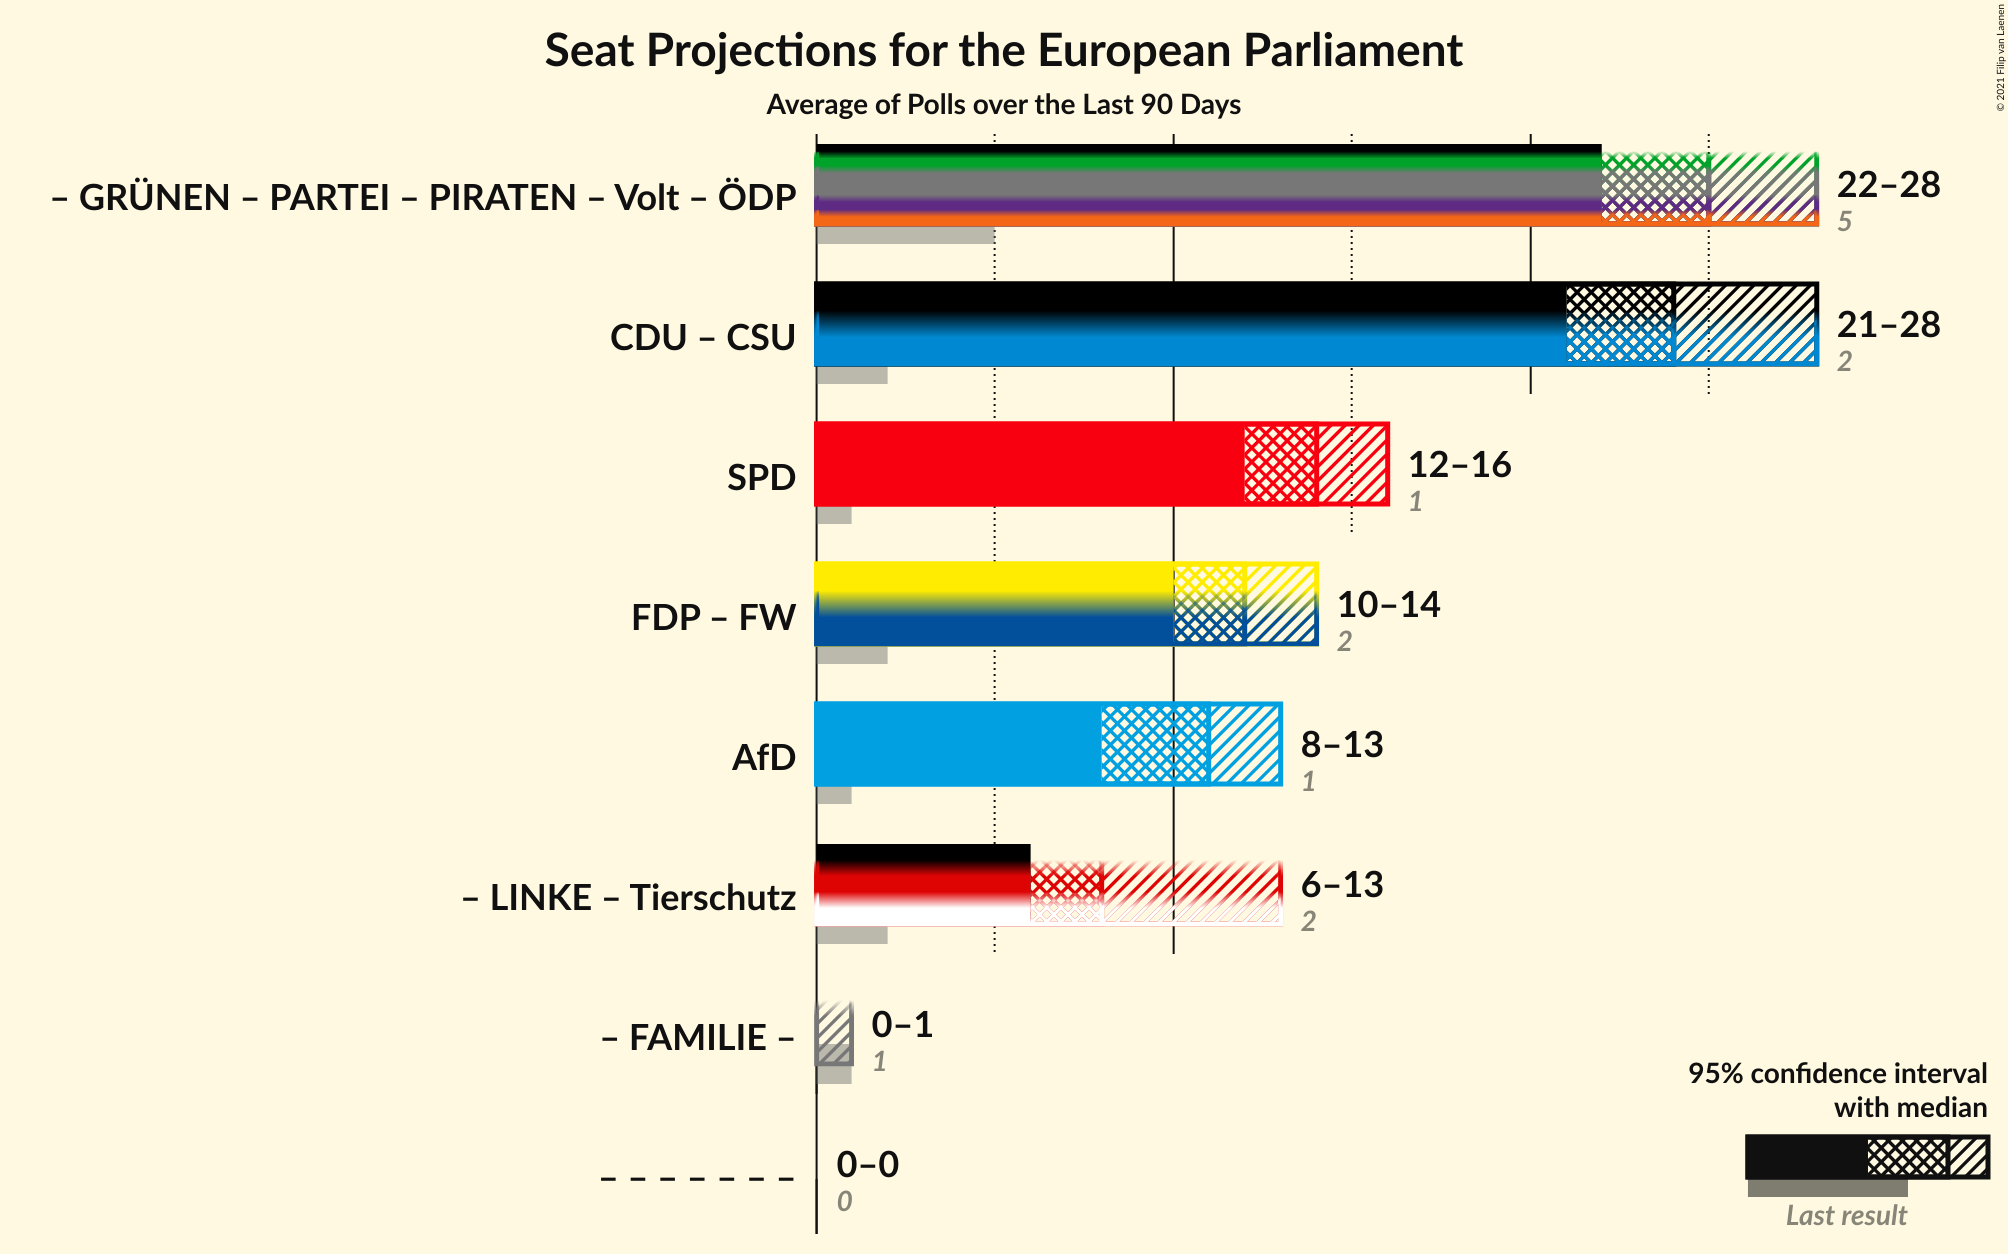 Seat Projections for the European Parliament
Average of Polls over the Last 90 Days
– GRÜNEN – PARTEI – PIRATEN – Volt – ÖDP
22–28
5
CDU – CSU
21–28
2
SPD
12–16
1
FDP – FW
10–14
2
AfD
8–13
1
– LINKE – Tierschutz
6–13
2
– FAMILIE –
0–1
1
– – – – – – –
0–0
0
95% confidence interval
with median
Last result
© 2021 Filip van Laenen